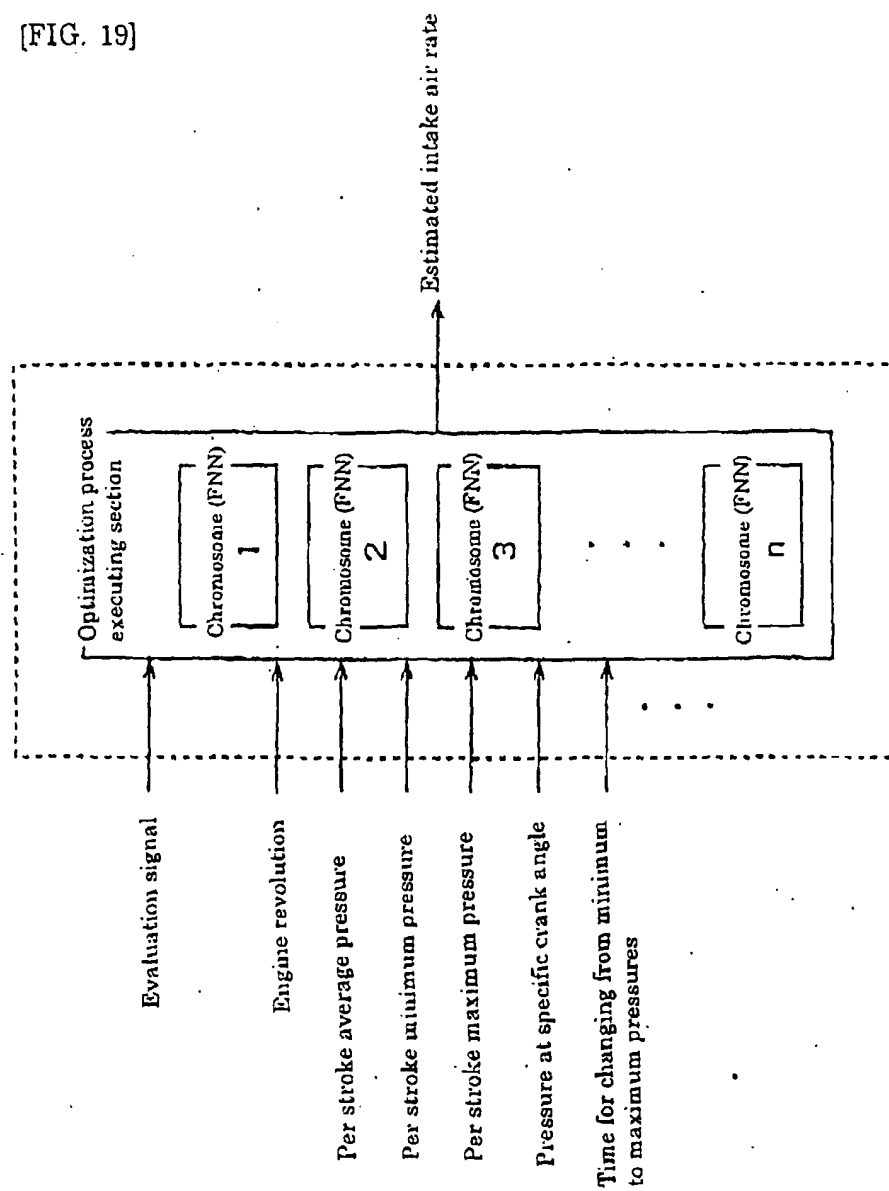 [FIG. 19]
Evaluation signal
Engine revolution
Per stroke average pressure
Per stroke minimum pressure
Per stroke maximum pressure
Pressure at specific crank angle
Time for changing from minimum
to maximum pressures
Optimization process
executing section
Chromosome (FNN)
1
Chromosome (FNN)
2
Chromosome (FNN)
3
Chromosome (FNN)
n
Estimated intake air rate